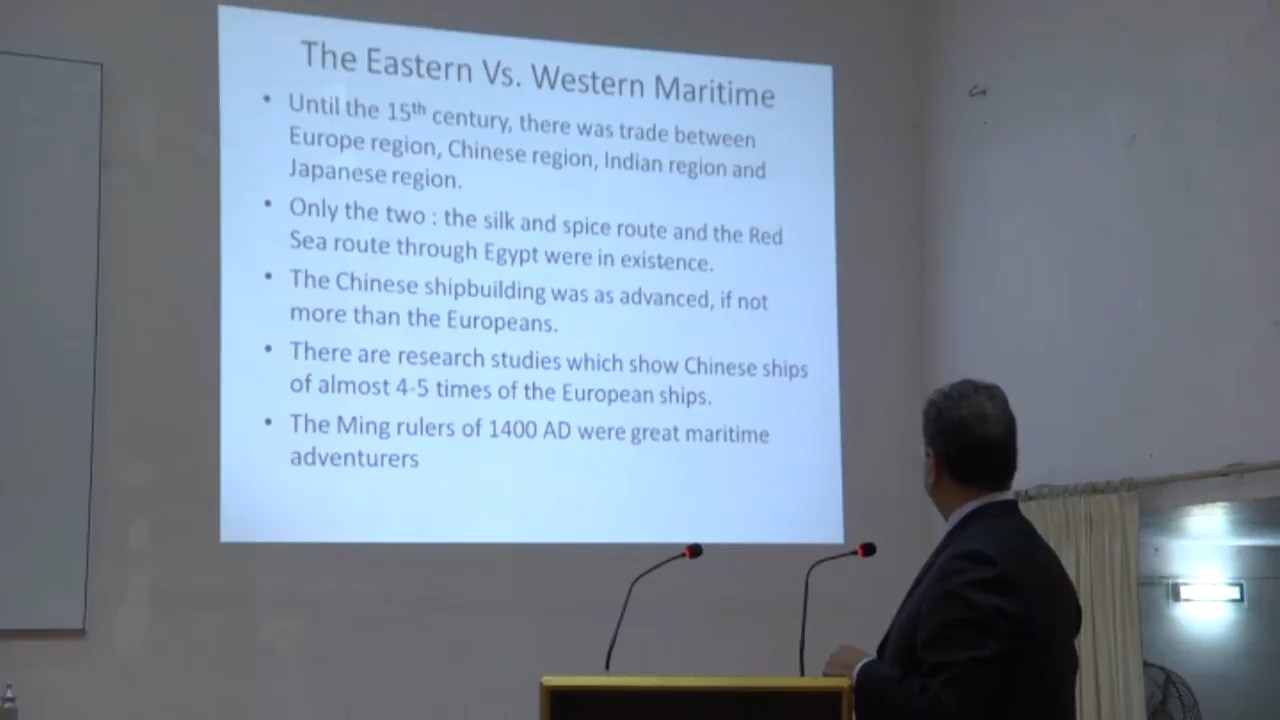 The Eastern Vs. Western Maritime
• Until the 15th century, there was trade between
Europe region, Chinese region, Indian region and
Japanese region.
• Only the two : the silk and spice route and the Red
Sea route through Egypt were in existence.
• The Chinese shipbuilding was as advanced, if not
more than the Europeans.
• There are research studies which show Chinese ships
of almost 4-5 times of the European ships.
• The Ming rulers of 1400 AD were great maritime
adventurers